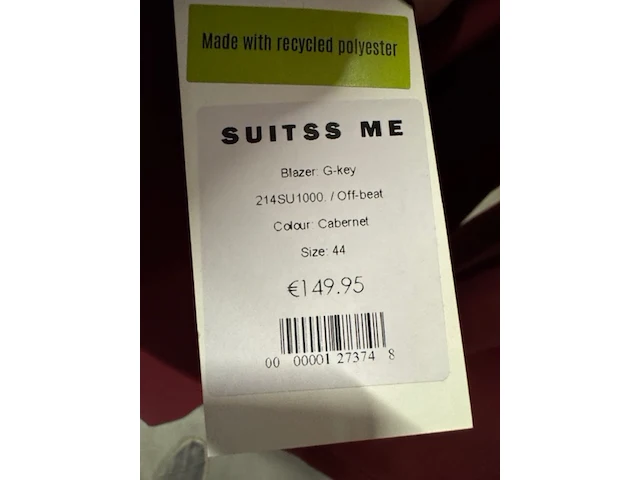 Made with recycled polyester
SUITSS ME
Blazer: G-key
214SU1000. / Off-beat
Colour: Cabernet
Size: 44
€149.95
00 00001 27374 8